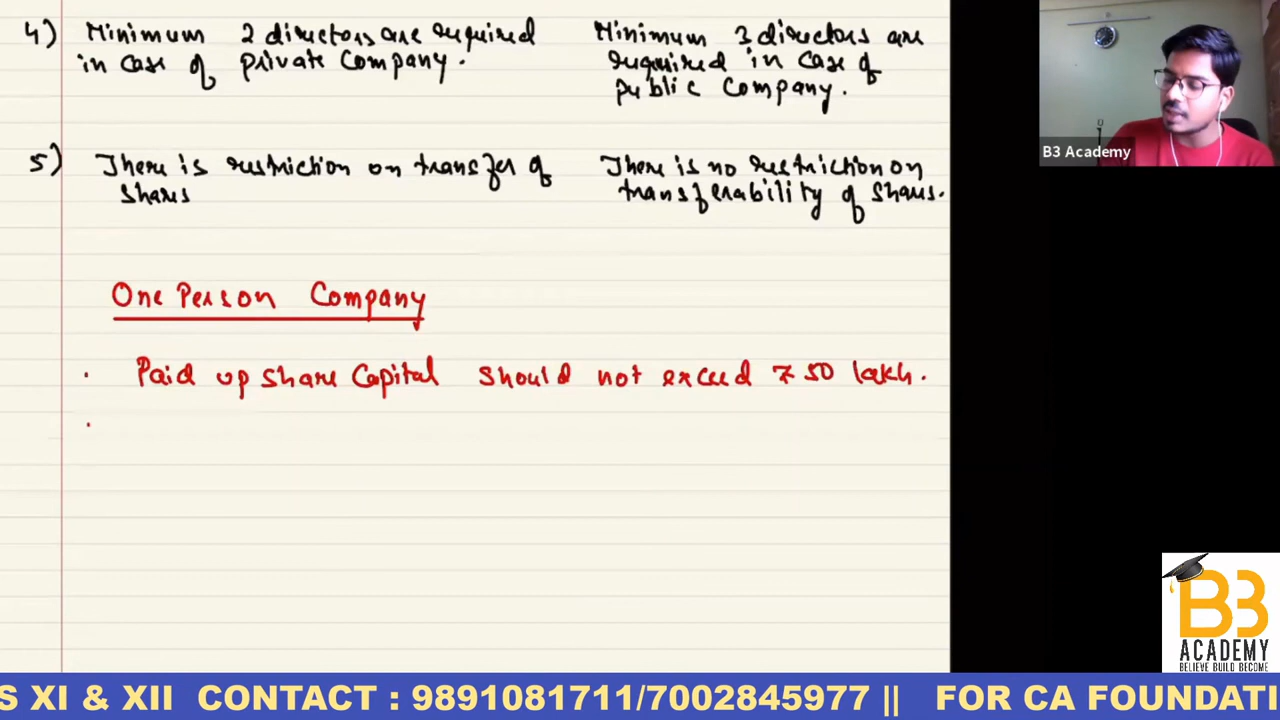 4) Minimum 2 directors are required
in case of private Company.
Minimum 3 directors are
required in case of
public Company.
5) There is restriction on transfer of
shares
There is no restriction on
transferability of shares.
One Person Company
. Paid up share Capital should not exceed ₹ 50 lakh.
.
B3 Academy
B3
ACADEMY
BELIEVE BUILD BECOME
S XI & XII CONTACT : 9891081711/7002845977 || FOR CA FOUNDATI